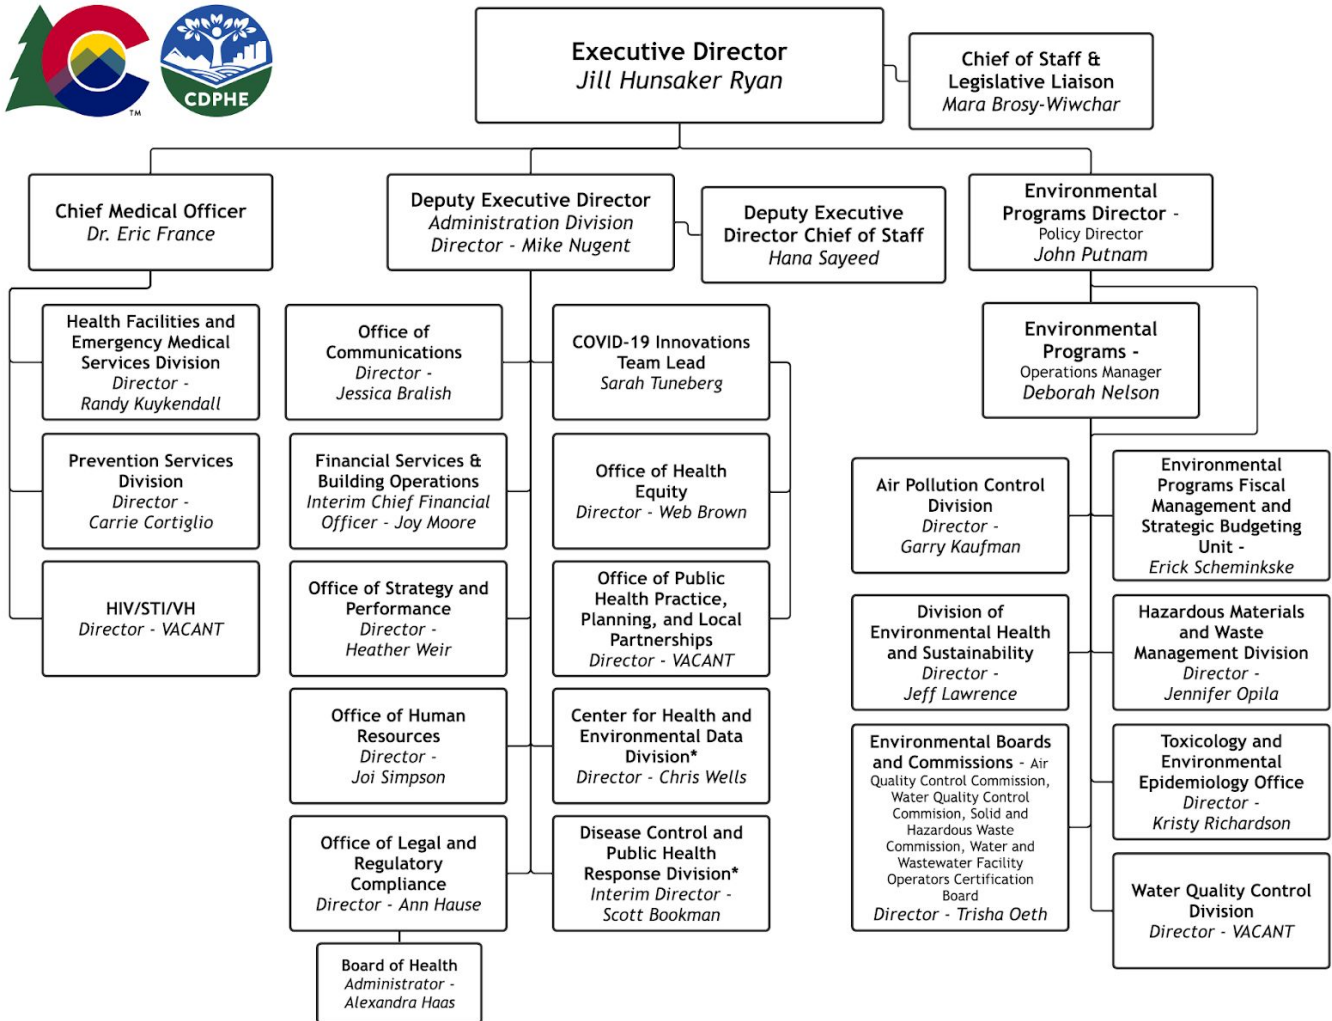 CDPHE
TM
Executive Director
Jill Hunsaker Ryan
Chief of Staff &
Legislative Liaison
Mara Brosy-Wiwchar
Chief Medical Officer
Dr. Eric France
Deputy Executive Director
Administration Division
Director - Mike Nugent
Deputy Executive
Director Chief of Staff
Hana Sayeed
Environmental
Programs Director -
Policy Director
John Putnam
Health Facilities and
Emergency Medical
Services Division
Director -
Randy Kuykendall
Prevention Services
Division
Director -
Carrie Cortiglio
HIV/STI/VH
Director - VACANT
Office of
Communications
Director -
Jessica Bralish
Financial Services &
Building Operations
Interim Chief Financial
Officer - Joy Moore
Office of Strategy and
Performance
Director -
Heather Weir
Office of Human
Resources
Director -
Joi Simpson
Office of Legal and
Regulatory
Compliance
Director - Ann Hause
Board of Health
Administrator -
Alexandra Haas
COVID-19 Innovations
Team Lead
Sarah Tuneberg
Office of Health
Equity
Director - Web Brown
Office of Public
Health Practice,
Planning, and Local
Partnerships
Director - VACANT
Center for Health and
Environmental Data
Division*
Director - Chris Wells
Disease Control and
Public Health
Response Division*
Interim Director -
Scott Bookman
Environmental
Programs -
Operations Manager
Deborah Nelson
Air Pollution Control
Division
Director -
Garry Kaufman
Division of
Environmental Health
and Sustainability
Director -
Jeff Lawrence
Environmental Boards
and Commissions - Air
Quality Control Commission,
Water Quality Control
Commision, Solid and
Hazardous Waste
Commission, Water and
Wastewater Facility
Operators Certification
Board
Director - Trisha Oeth
Environmental
Programs Fiscal
Management and
Strategic Budgeting
Unit -
Erick Scheminkske
Hazardous Materials
and Waste
Management Division
Director -
Jennifer Opila
Toxicology and
Environmental
Epidemiology Office
Director -
Kristy Richardson
Water Quality Control
Division
Director - VACANT